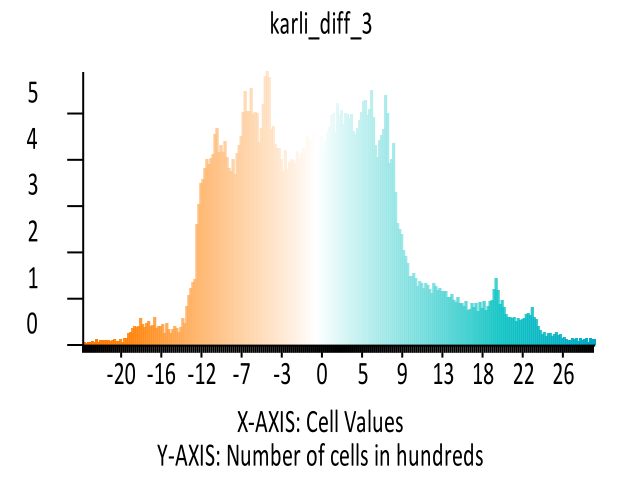 karli_diff_3
5
4
3
2
1
0
-20 -16 -12 -7 -3 0 5 9 13 18 22 26
X-AXIS: Cell Values
Y-AXIS: Number of cells in hundreds